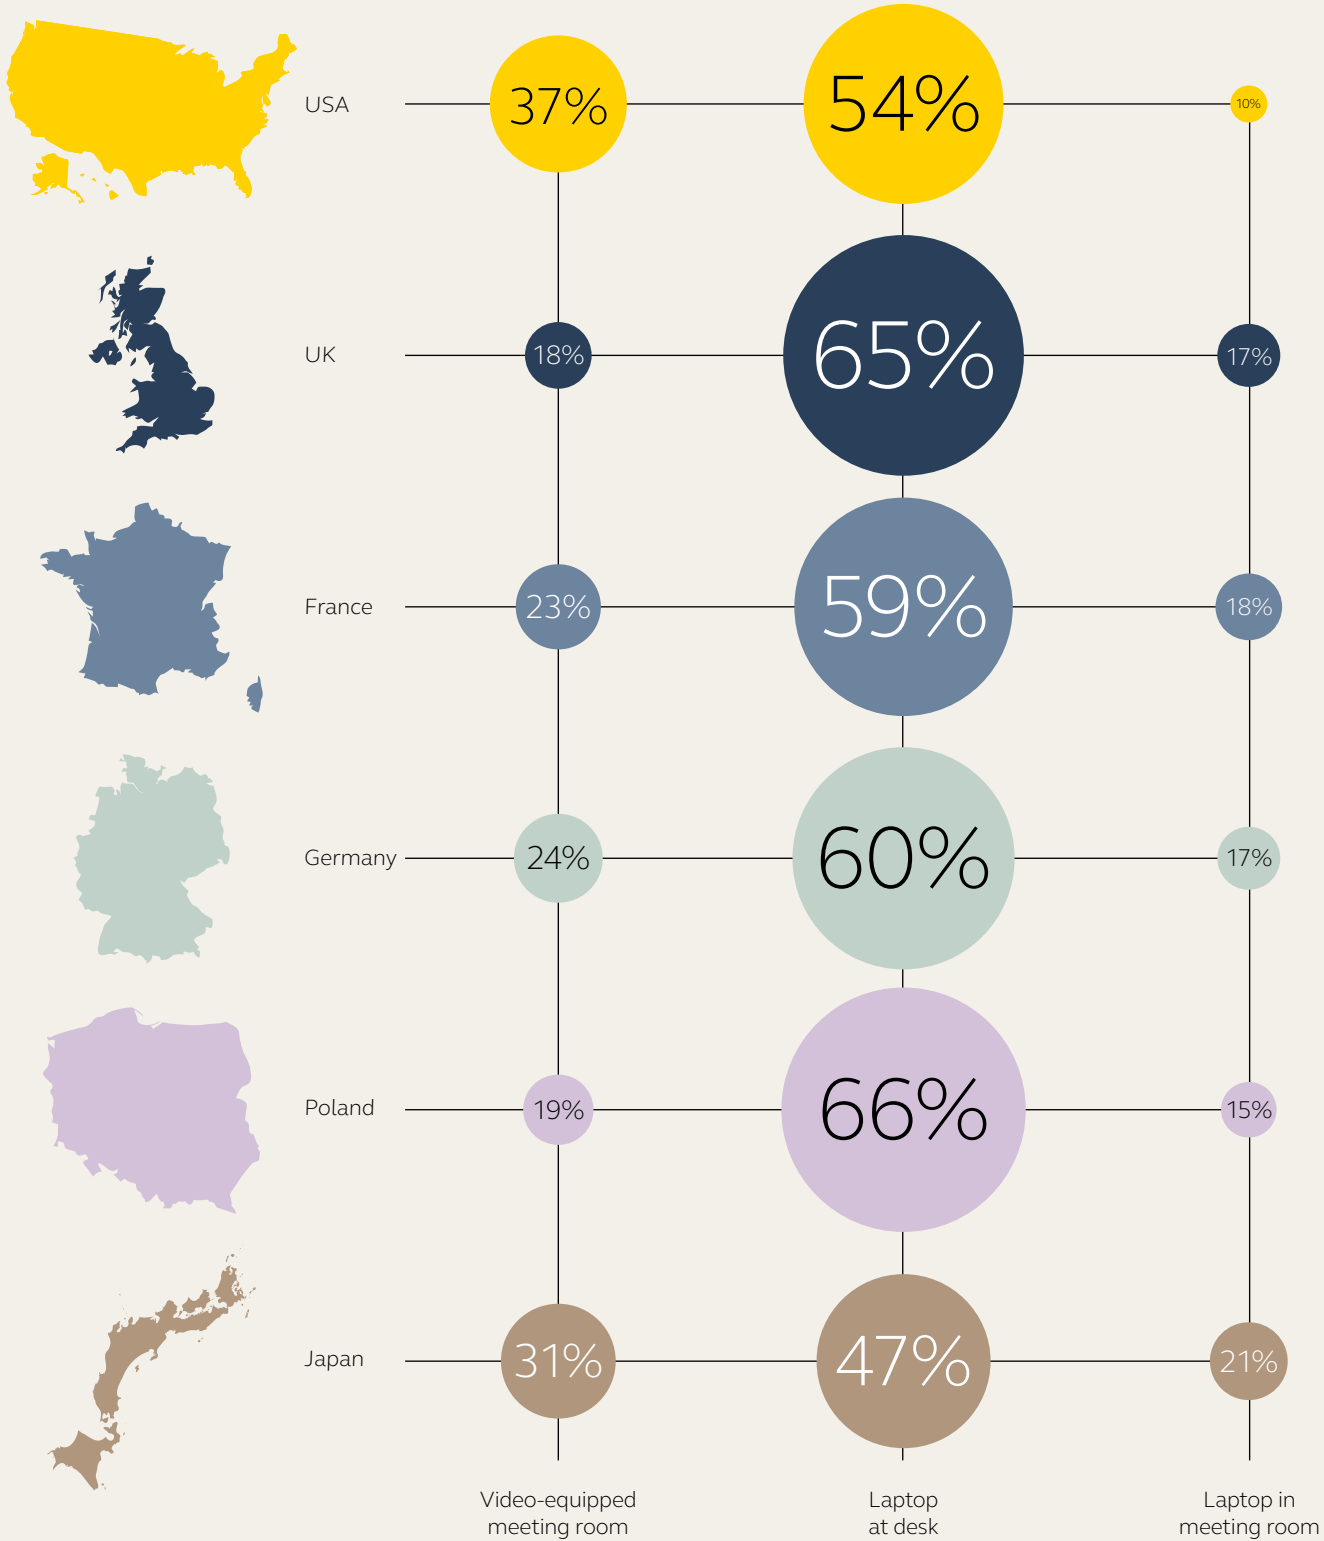 USA
37%
54%
10%
UK
18%
65%
17%
France
23%
59%
18%
Germany
24%
60%
17%
Poland
19%
66%
15%
Japan
31%
47%
21%
Video-equipped
meeting room
Laptop
at desk
Laptop in
meeting room